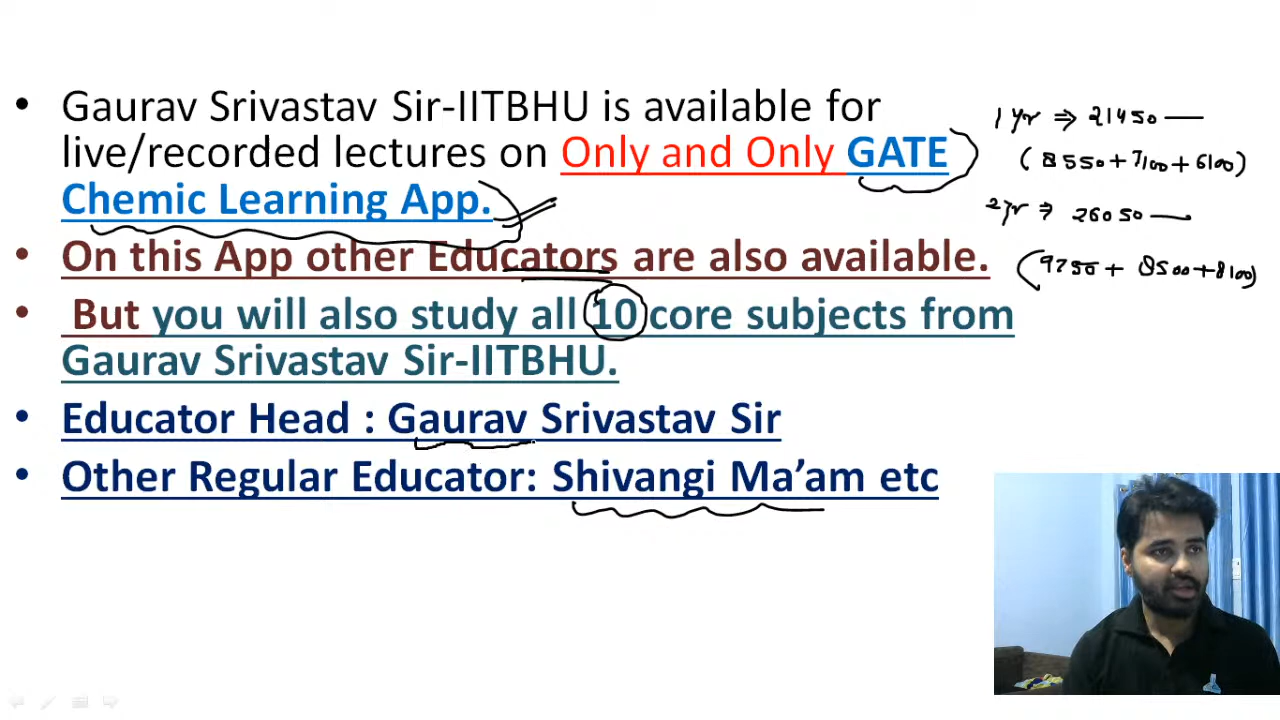 • Gaurav Srivastav Sir-IITBHU is available for
live/recorded lectures on Only and Only GATE
Chemic Learning App.
• On this App other Educators are also available.
• But you will also study all 10 core subjects from
Gaurav Srivastav Sir-IITBHU.
• Educator Head : Gaurav Srivastav Sir
• Other Regular Educator: Shivangi Ma’am etc
1 yr ⇒ 21450
(8550+7100+6100)
2 yr ⇒ 26050
+ 8500+8100)